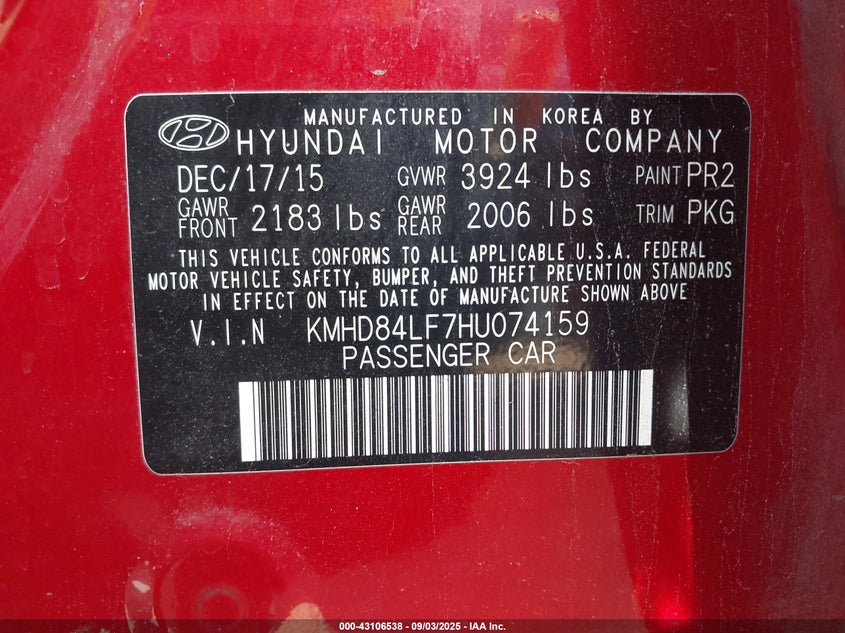 MANUFACTURED IN KOREA BY
HYUNDAI MOTOR COMPANY
DEC/17/15 GVWR 3924 lbs PAINT PR2
GAWR FRONT 2183 lbs GAWR REAR 2006 lbs TRIM PKG
THIS VEHICLE CONFORMS TO ALL APPLICABLE U.S.A. FEDERAL
MOTOR VEHICLE SAFETY, BUMPER, AND THEFT PREVENTION STANDARDS
IN EFFECT ON THE DATE OF MANUFACTURE SHOWN ABOVE
V.I.N KMHD84LF7HU074159
PASSENGER CAR
000-43106538 - 09/03/2025 - IAA Inc.